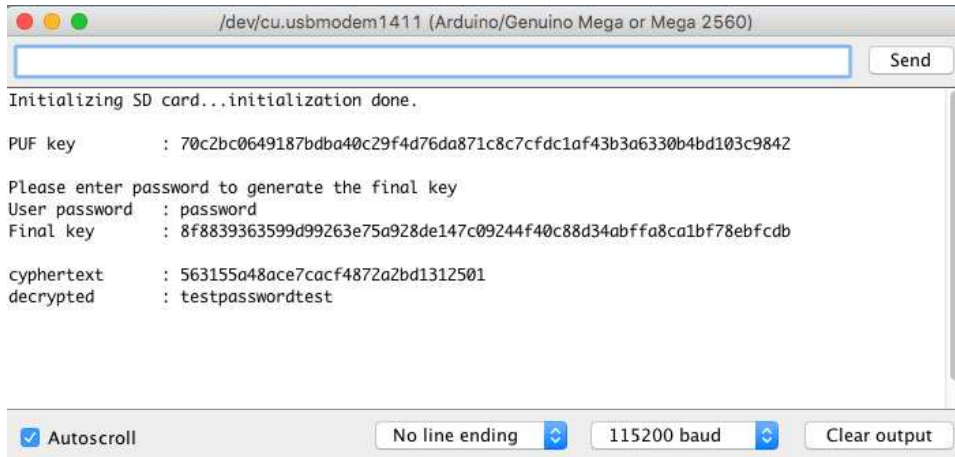 /dev/cu.usbmodem1411 (Arduino/Genuino Mega or Mega 2560)
Send
Initializing SD card...initialization done.
PUF key : 70c2bc0649187bdba40c29f4d76da871c8c7cfdc1af43b3a6330b4bd103c9842
Please enter password to generate the final key
User password : password
Final key : 8f8839363599d99263e75a928de147c09244f40c88d34abffa8ca1bf78ebfcdb
cyphertext : 563155a48ace7cacf4872a2bd1312501
decrypted : testpasswordtest
Autoscroll No line ending 115200 baud Clear output